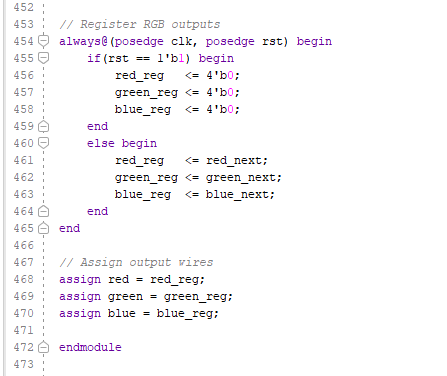 452
453 // Register RGB outputs
454 always@(posedge clk, posedge rst) begin
455     if(rst == 1'b1) begin
456         red_reg   <= 4'b0;
457         green_reg <= 4'b0;
458         blue_reg  <= 4'b0;
459     end
460     else begin
461         red_reg   <= red_next;
462         green_reg <= green_next;
463         blue_reg  <= blue_next;
464     end
465 end
466
467 // Assign output wires
468 assign red = red_reg;
469 assign green = green_reg;
470 assign blue = blue_reg;
471
472 endmodule
473